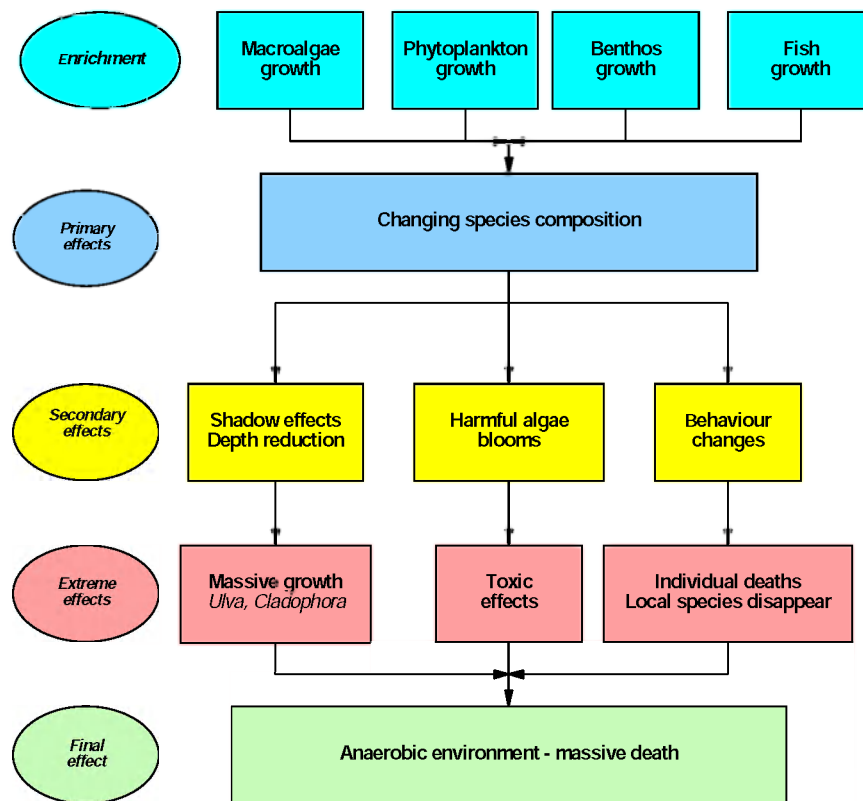 Enrichment
Macroalgae
growth
Phytoplankton
growth
Benthos
growth
Fish
growth
Primary
effects
Changing species composition
Secondary
effects
Shadow effects
Depth reduction
Harmful algae
blooms
Behaviour
changes
Extreme
effects
Massive growth
Ulva, Cladophora
Toxic
effects
Individual deaths
Local species disappear
Final
effect
Anaerobic environment - massive death